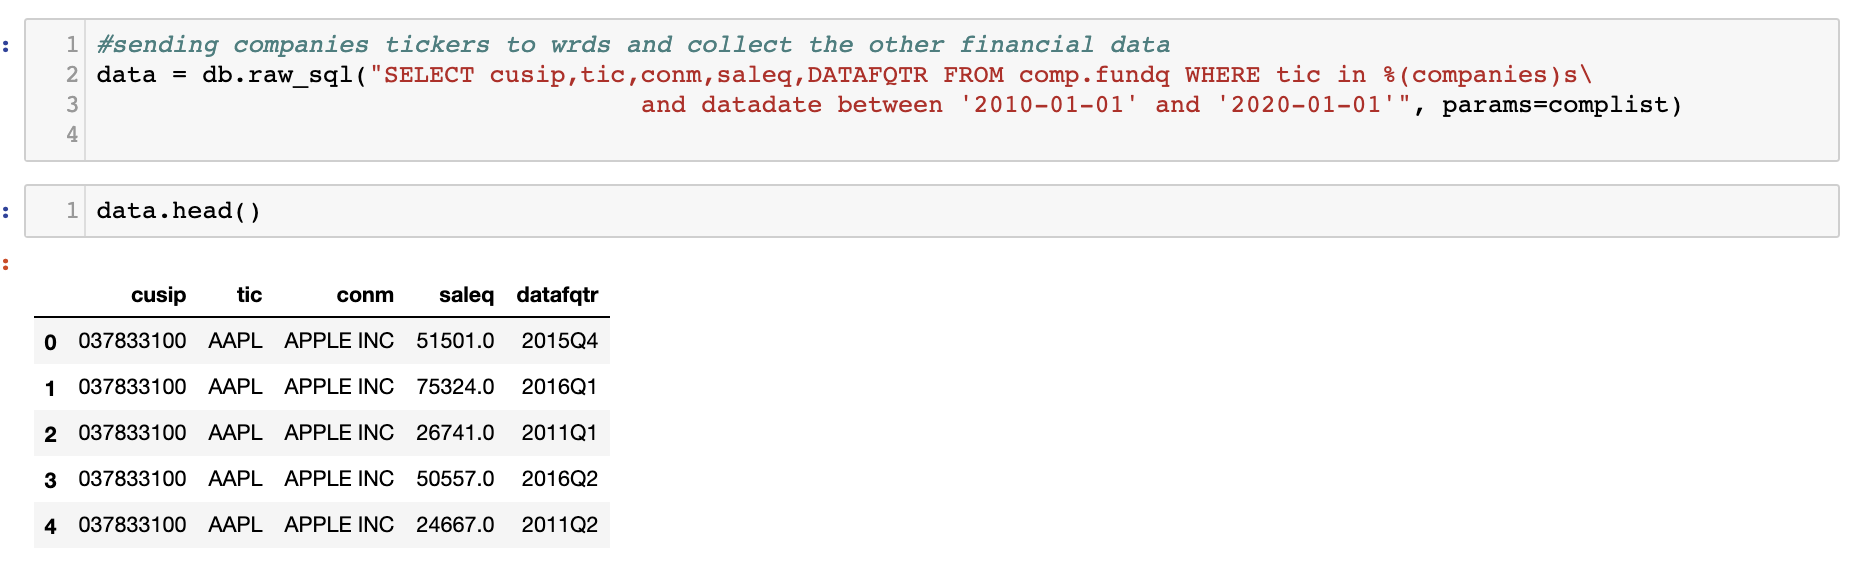 :
1 #sending companies tickers to wrds and collect the other financial data
2 data = db.raw_sql("SELECT cusip,tic,conm,saleq,DATAFQTR FROM comp.fundq WHERE tic in %(companies)s\
3 and datadate between '2010-01-01' and '2020-01-01'", params=complist)
4
: 1 data.head()
:
cusip tic conm saleq datafqtr
0 037833100 AAPL APPLE INC 51501.0 2015Q4
1 037833100 AAPL APPLE INC 75324.0 2016Q1
2 037833100 AAPL APPLE INC 26741.0 2011Q1
3 037833100 AAPL APPLE INC 50557.0 2016Q2
4 037833100 AAPL APPLE INC 24667.0 2011Q2